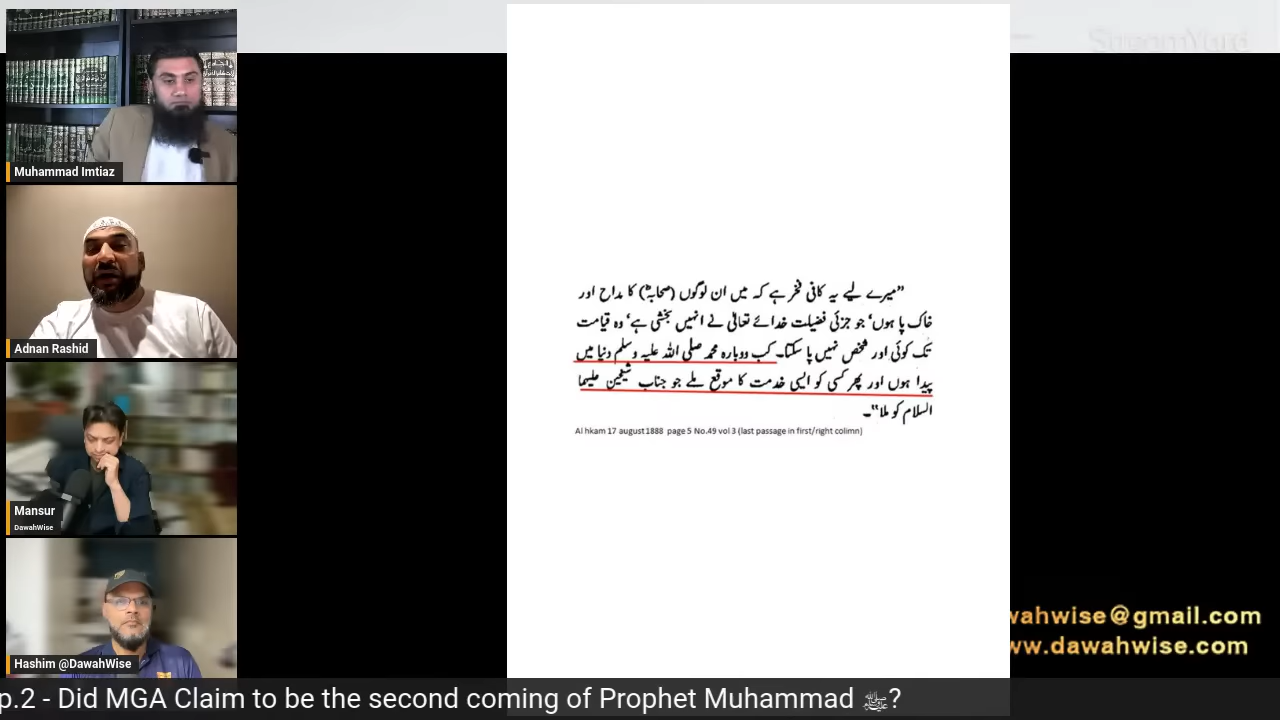 StreamYard
Muhammad Imtiaz
Adnan Rashid
Mansur
DawahWise
Hashim @DawahWise
”میرے لیے یہ کافی فخر ہے کہ میں ان لوگوں (صحابہؓ) کا مداح اور
خاک پا ہوں‘ جو جزئی فضیلت خدائے تعالیٰ نے انہیں بخشی ہے‘ وہ قیامت
تک کوئی اور شخص نہیں پا سکتا۔ کب دوبارہ محمد صلی اللہ علیہ وسلم دنیا میں
پیدا ہوں اور پھر کسی کو ایسی خدمت کا موقع ملے جو جناب شیخین علیہما
السلام کو ملا“۔
Al hkam 17 august1888 page 5 No.49 vol 3 (last passage in first/right colimn)
wahwise@gmail.com
ww.dawahwise.com
p.2 - Did MGA Claim to be the second coming of Prophet Muhammad ﷺ?